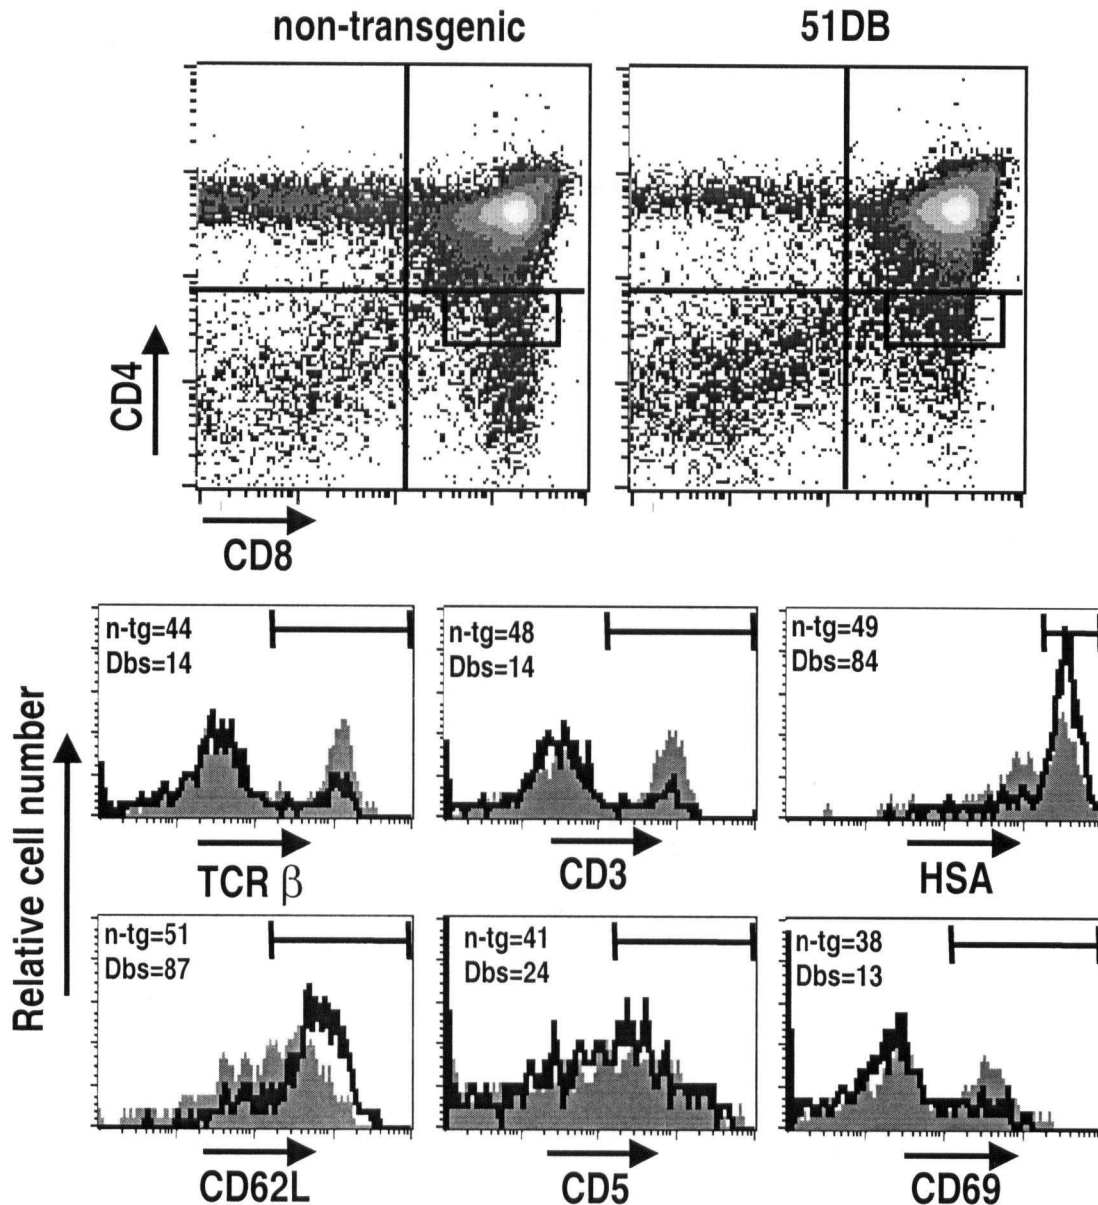 non-transgenic
51DB
CD4
CD8
Relative cell number
n-tg=44
Dbs=14
TCR β
n-tg=48
Dbs=14
CD3
n-tg=49
Dbs=84
HSA
n-tg=51
Dbs=87
CD62L
n-tg=41
Dbs=24
CD5
n-tg=38
Dbs=13
CD69